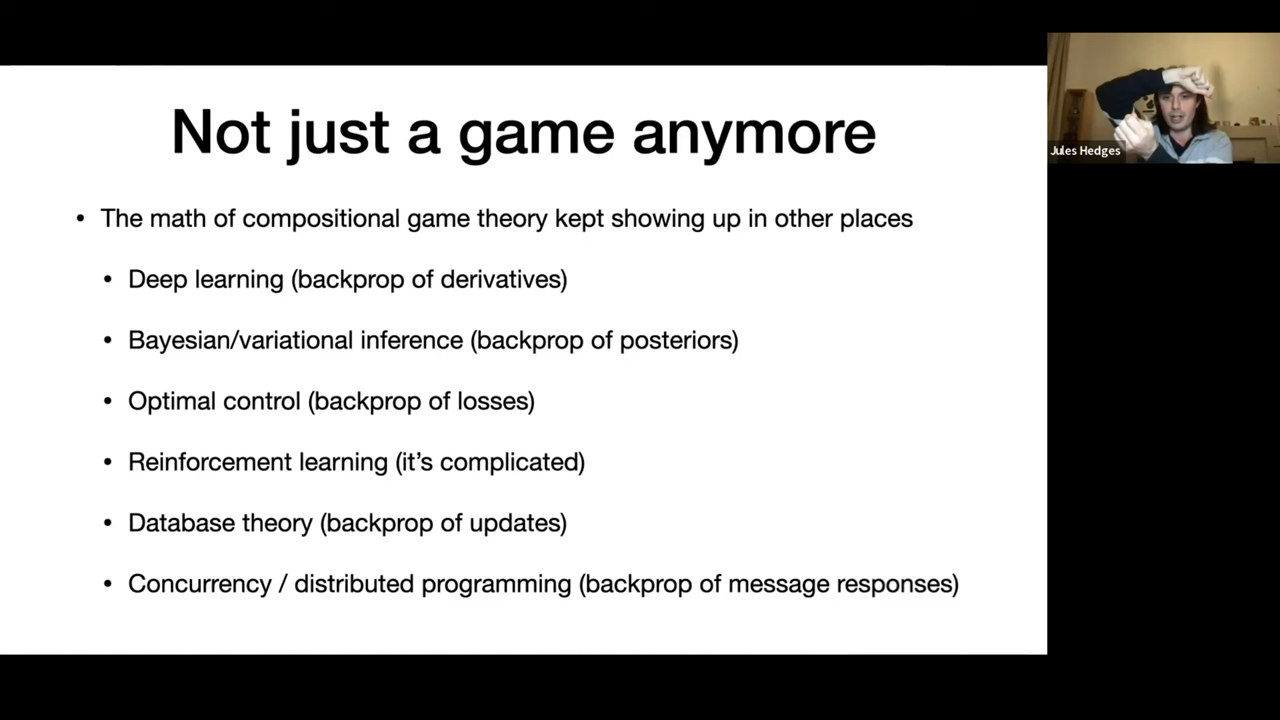 Not just a game anymore
• The math of compositional game theory kept showing up in other places
• Deep learning (backprop of derivatives)
• Bayesian/variational inference (backprop of posteriors)
• Optimal control (backprop of losses)
• Reinforcement learning (it’s complicated)
• Database theory (backprop of updates)
• Concurrency / distributed programming (backprop of message responses)
Jules Hedges